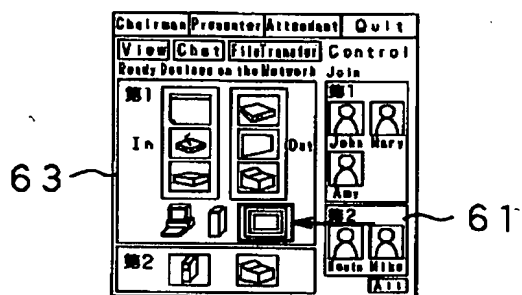 Chairman Presenter Attendant Quit
View Chat FileTransfer Control
Ready Devices on the Network Join
第1 第1
In Out
John Mary
Amy
63
61
第2 第2
Kevin Mike
All